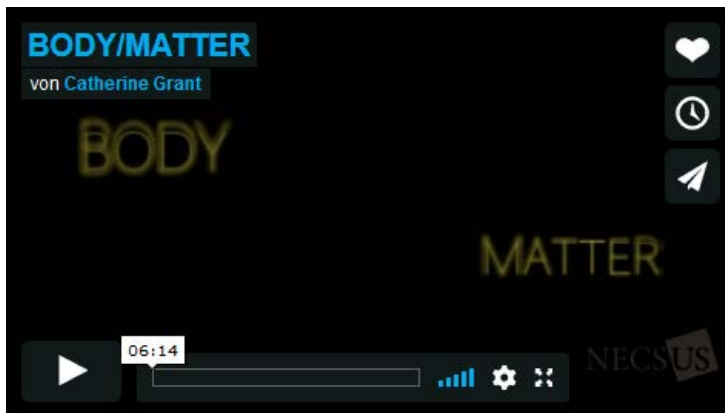 BODY/MATTER
von Catherine Grant
BODY
MATTER
06:14
NECSUS